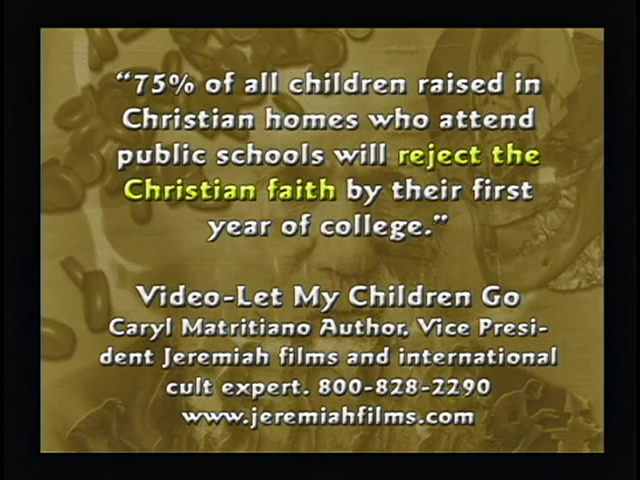 “75% of all children raised in
Christian homes who attend
public schools will reject the
Christian faith by their first
year of college.”
Video-Let My Children Go
Caryl Matritiano Author, Vice Presi-
dent Jeremiah films and international
cult expert. 800-828-2290
www.jeremiahfilms.com